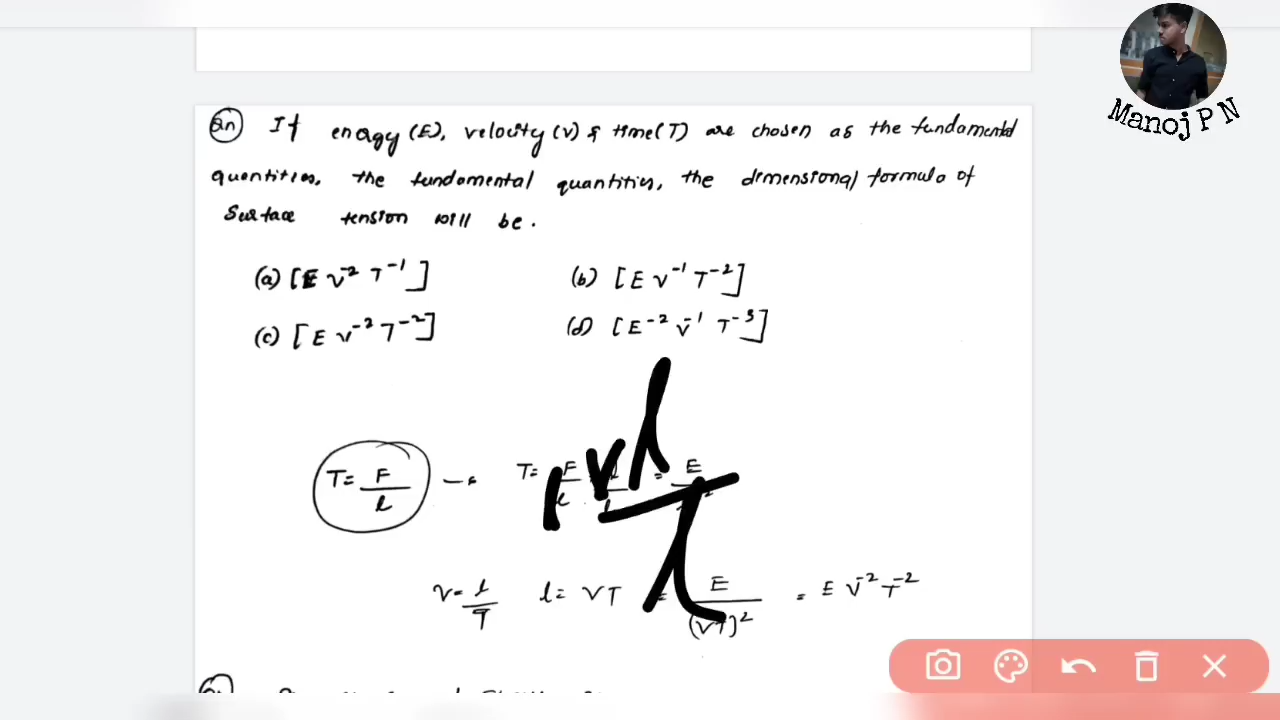 Manoj P N
Qn If energy (E), velocity (v) & time(T) are chosen as the fundamental
quantities, the fundamental quantities, the dimensional formula of
Surface tension will be.
(a) [E v⁻² T⁻¹] (b) [E v⁻¹ T⁻²]
(c) [E v⁻² T⁻²] (d) [E⁻² v⁻¹ T⁻³]
T = F/l T = F/l = E
v = l/T l = VT = E/(VT)² = E V⁻² T⁻²